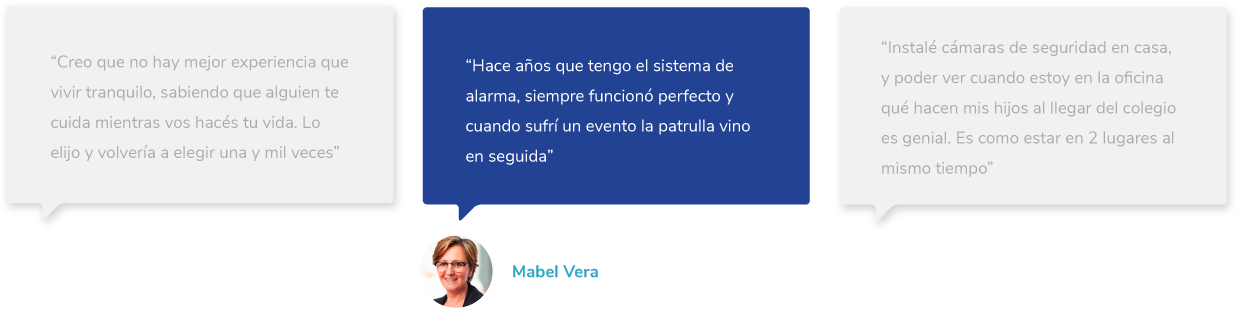 “Creo que no hay mejor experiencia que
vivir tranquilo, sabiendo que alguien te
cuida mientras vos hacés tu vida. Lo
elijo y volvería a elegir una y mil veces”
“Hace años que tengo el sistema de
alarma, siempre funcionó perfecto y
cuando sufrí un evento la patrulla vino
en seguida”
Mabel Vera
“Instalé cámaras de seguridad en casa,
y poder ver cuando estoy en la oficina
qué hacen mis hijos al llegar del colegio
es genial. Es como estar en 2 lugares al
mismo tiempo”